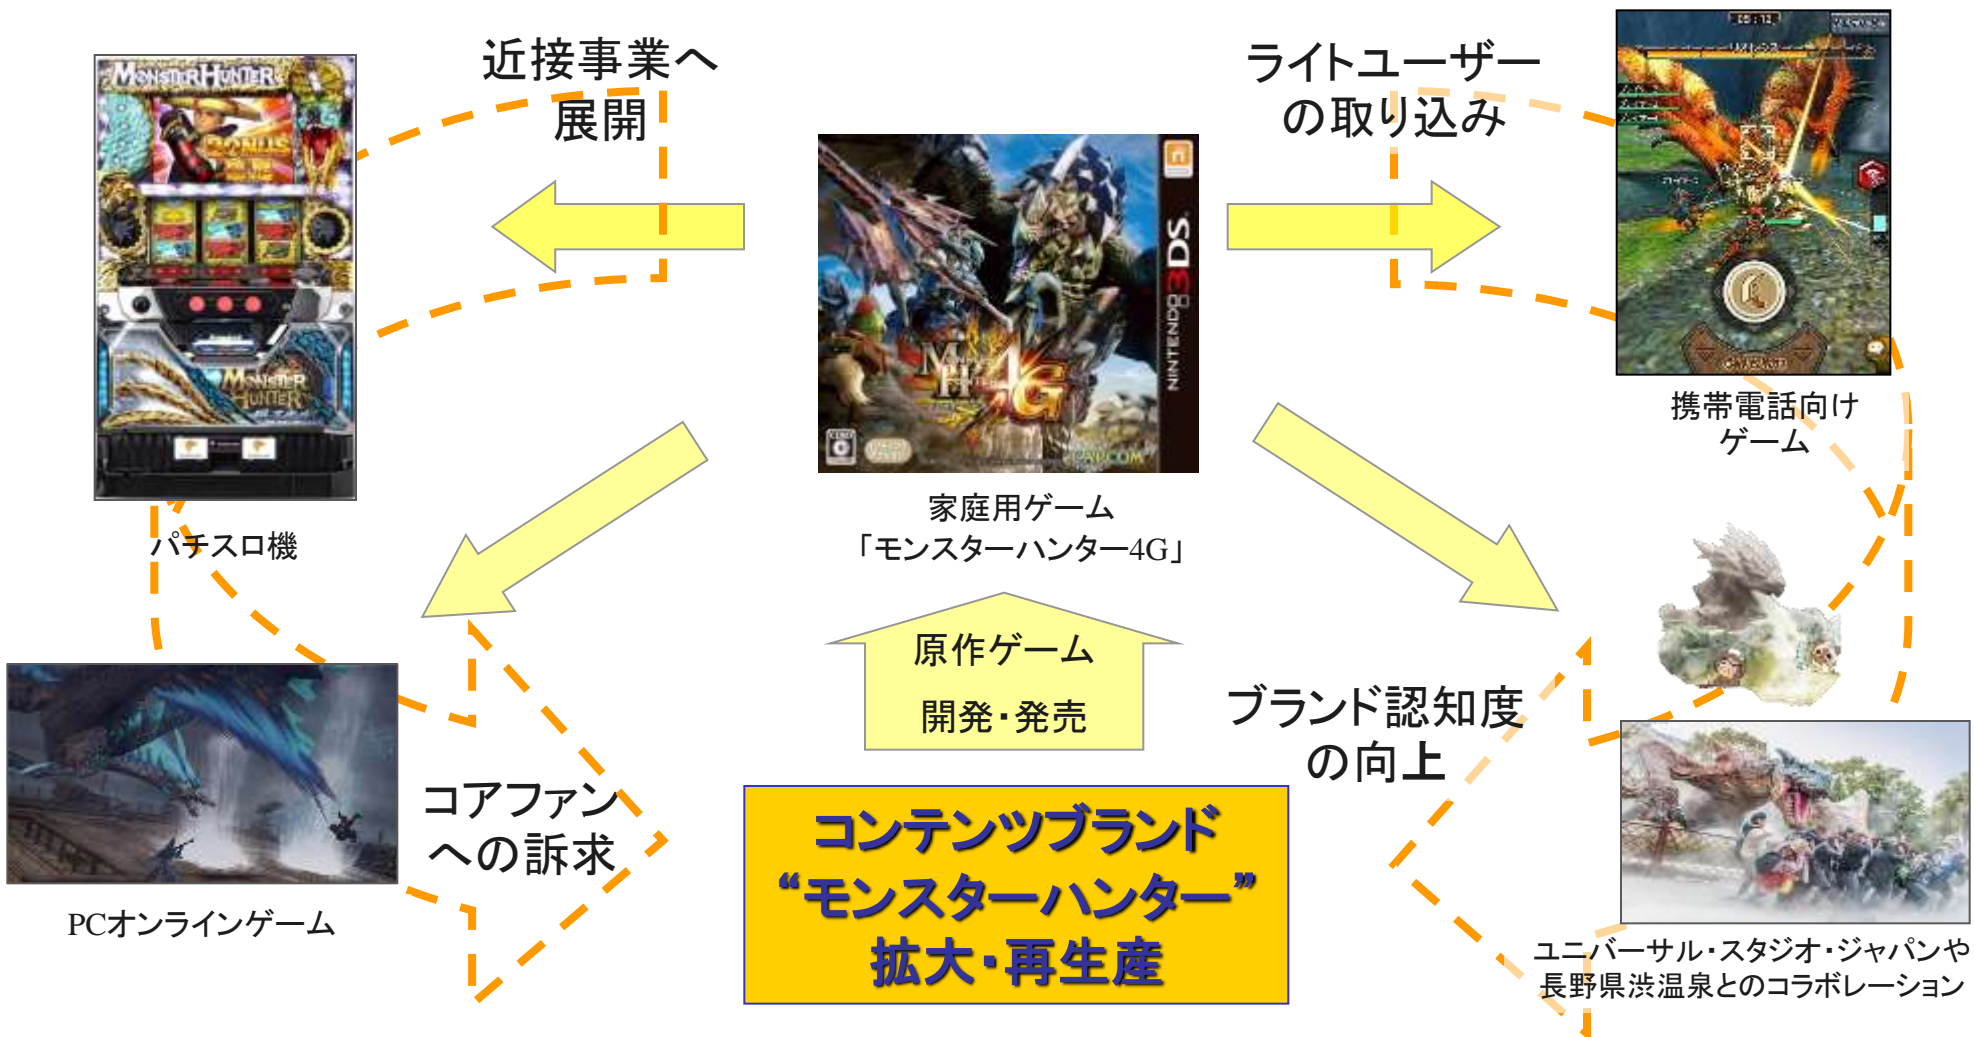 近接事業へ
展開
ライトユーザー
の取り込み
MONSTER HUNTER
BONUS
MONSTER
HUNTER
NINTENDO 3DS
4G
CAPCOM
携帯電話向け
ゲーム
家庭用ゲーム
「モンスターハンター4G」
パチスロ機
原作ゲーム
開発・発売
ブランド認知度
の向上
コアファン
への訴求
PCオンラインゲーム
コンテンツブランド
“モンスターハンター”
拡大・再生産
ユニバーサル・スタジオ・ジャパンや
長野県渋温泉とのコラボレーション